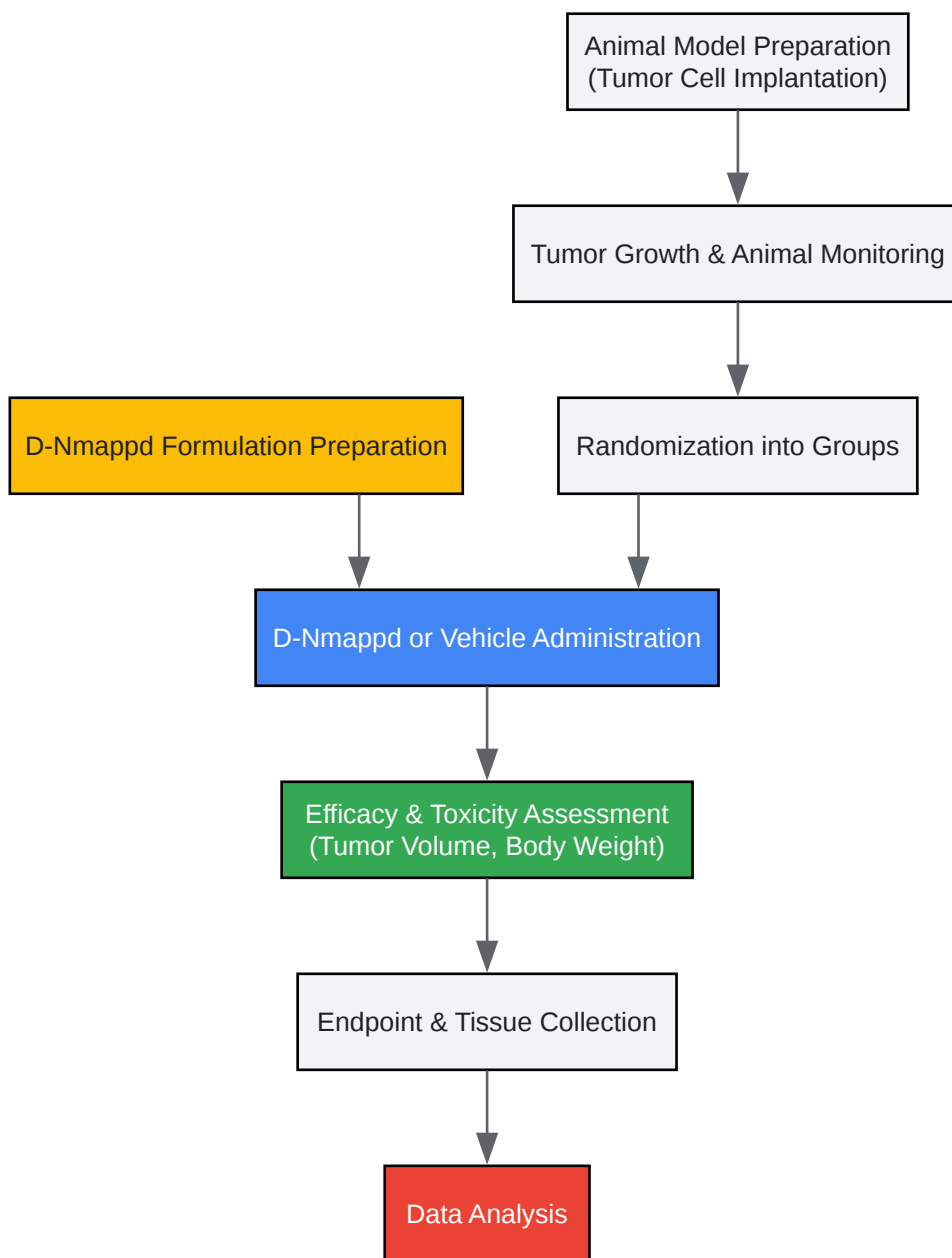 Animal Model Preparation
(Tumor Cell Implantation)
Tumor Growth & Animal Monitoring
D-Nmappd Formulation Preparation
Randomization into Groups
D-Nmappd or Vehicle Administration
Efficacy & Toxicity Assessment
(Tumor Volume, Body Weight)
Endpoint & Tissue Collection
Data Analysis